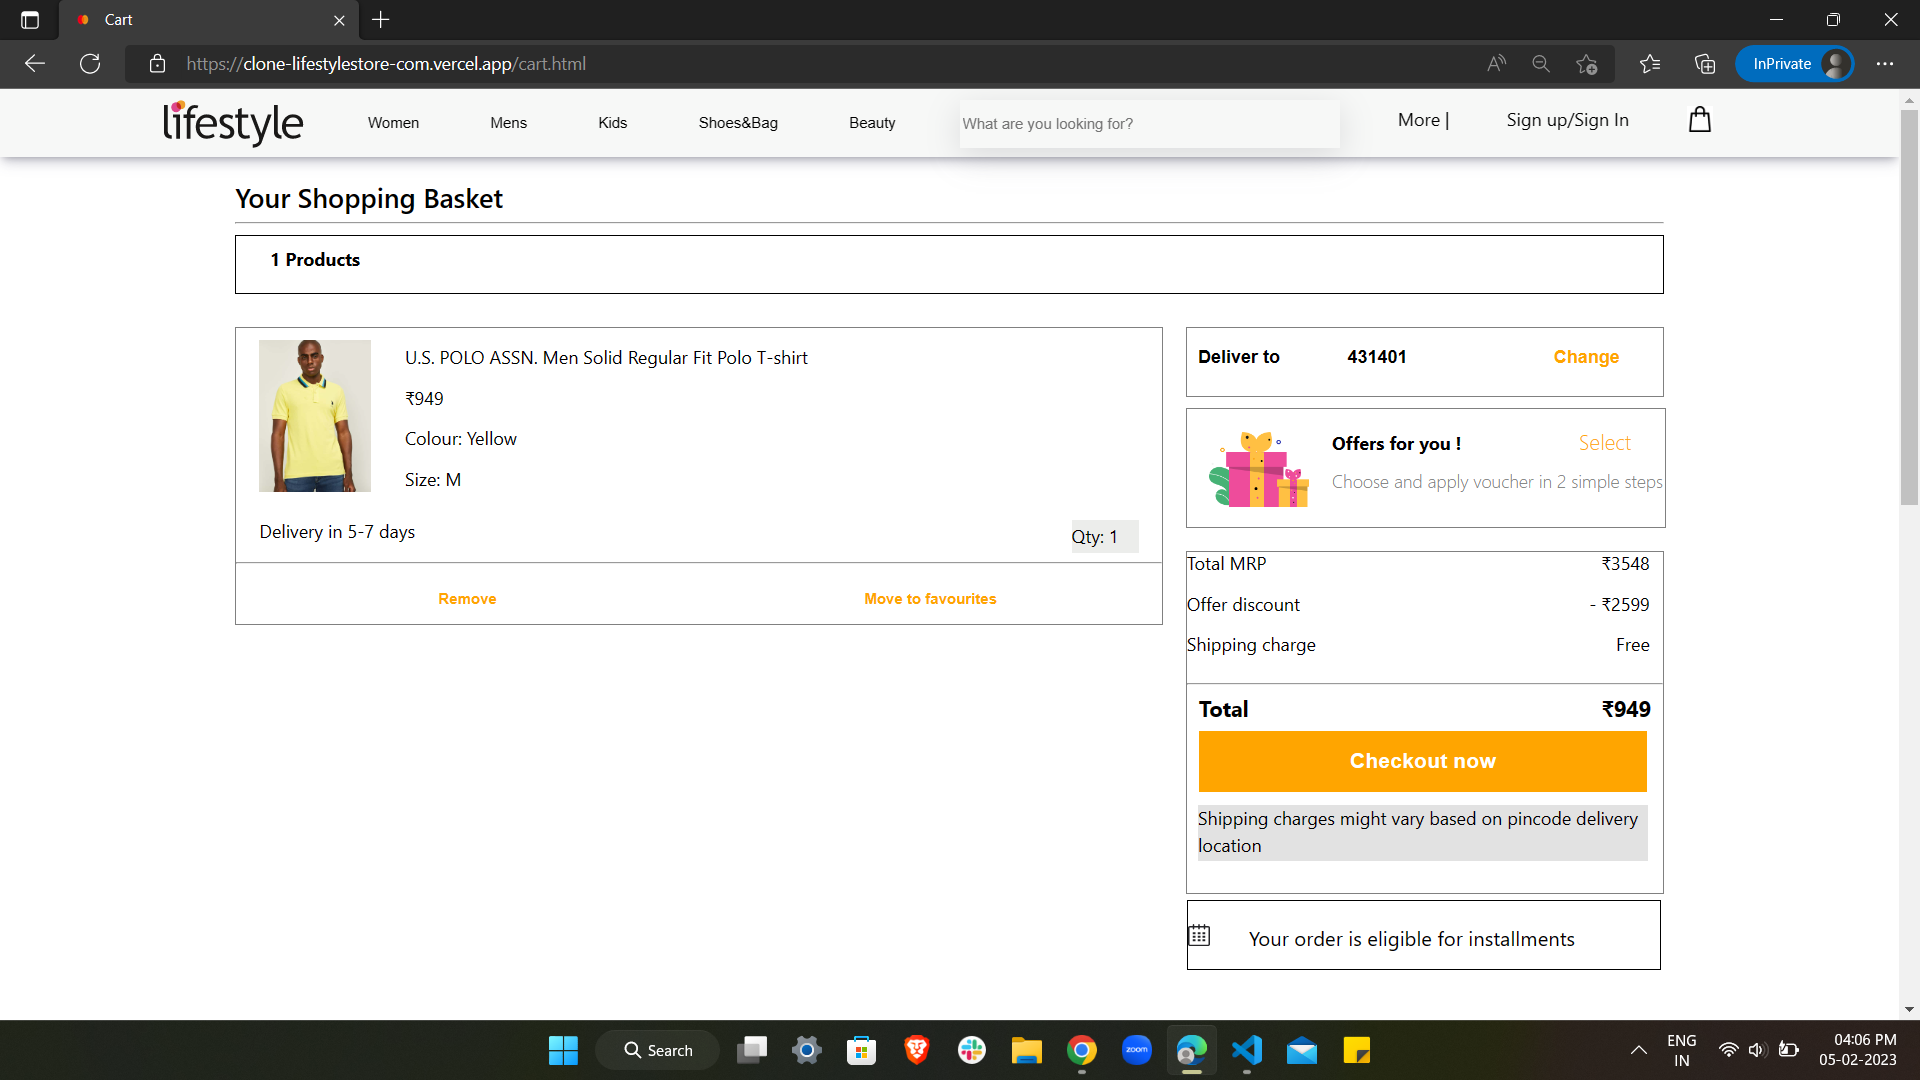 Cart
https://clone-lifestylestore-com.vercel.app/cart.html
InPrivate
lifestyle
Women
Mens
Kids
Shoes&Bag
Beauty
What are you looking for?
More |
Sign up/Sign In
Your Shopping Basket
1 Products
U.S. POLO ASSN. Men Solid Regular Fit Polo T-shirt
₹949
Colour: Yellow
Size: M
Delivery in 5-7 days
Qty: 1
Remove
Move to favourites
Deliver to
431401
Change
Offers for you !
Select
Choose and apply voucher in 2 simple steps
Total MRP
₹3548
Offer discount
- ₹2599
Shipping charge
Free
Total
₹949
Checkout now
Shipping charges might vary based on pincode delivery
location
Your order is eligible for installments
Search
zoom
ENG
IN
04:06 PM
05-02-2023